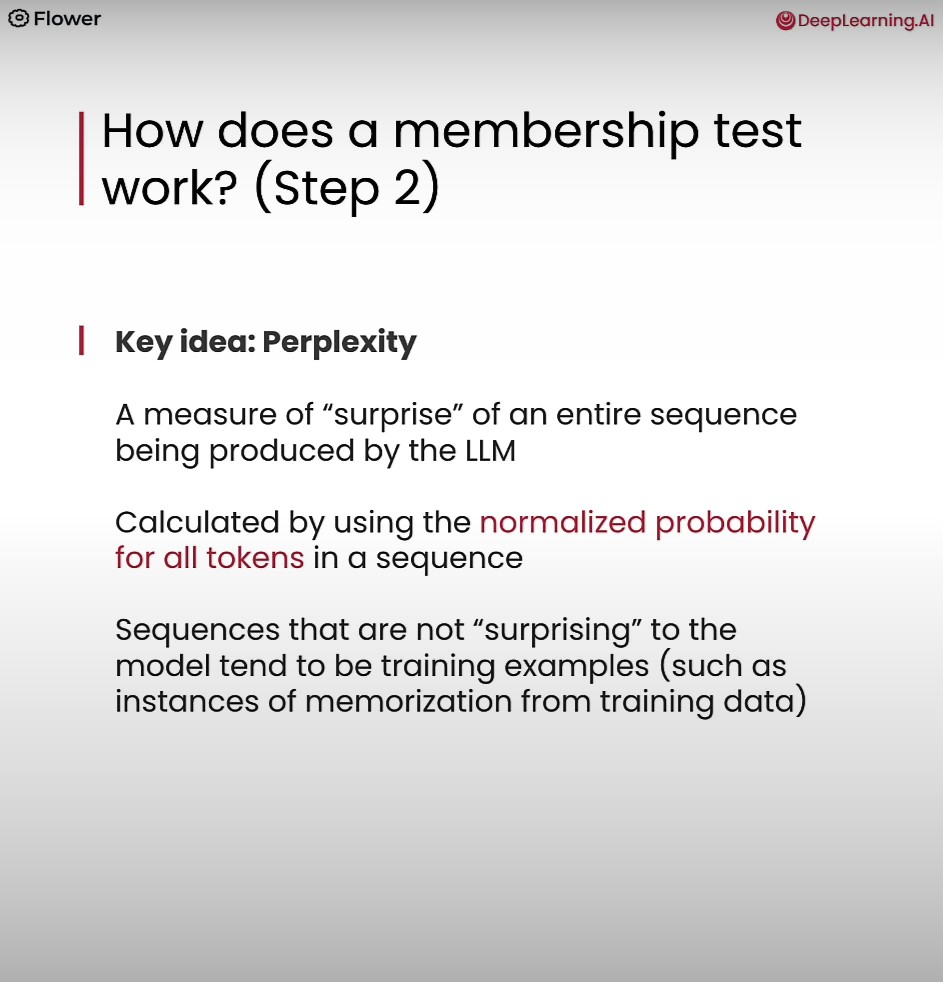 Flower
DeepLearning.AI
How does a membership test
work? (Step 2)
Key idea: Perplexity
A measure of “surprise” of an entire sequence
being produced by the LLM
Calculated by using the normalized probability
for all tokens in a sequence
Sequences that are not “surprising” to the
model tend to be training examples (such as
instances of memorization from training data)